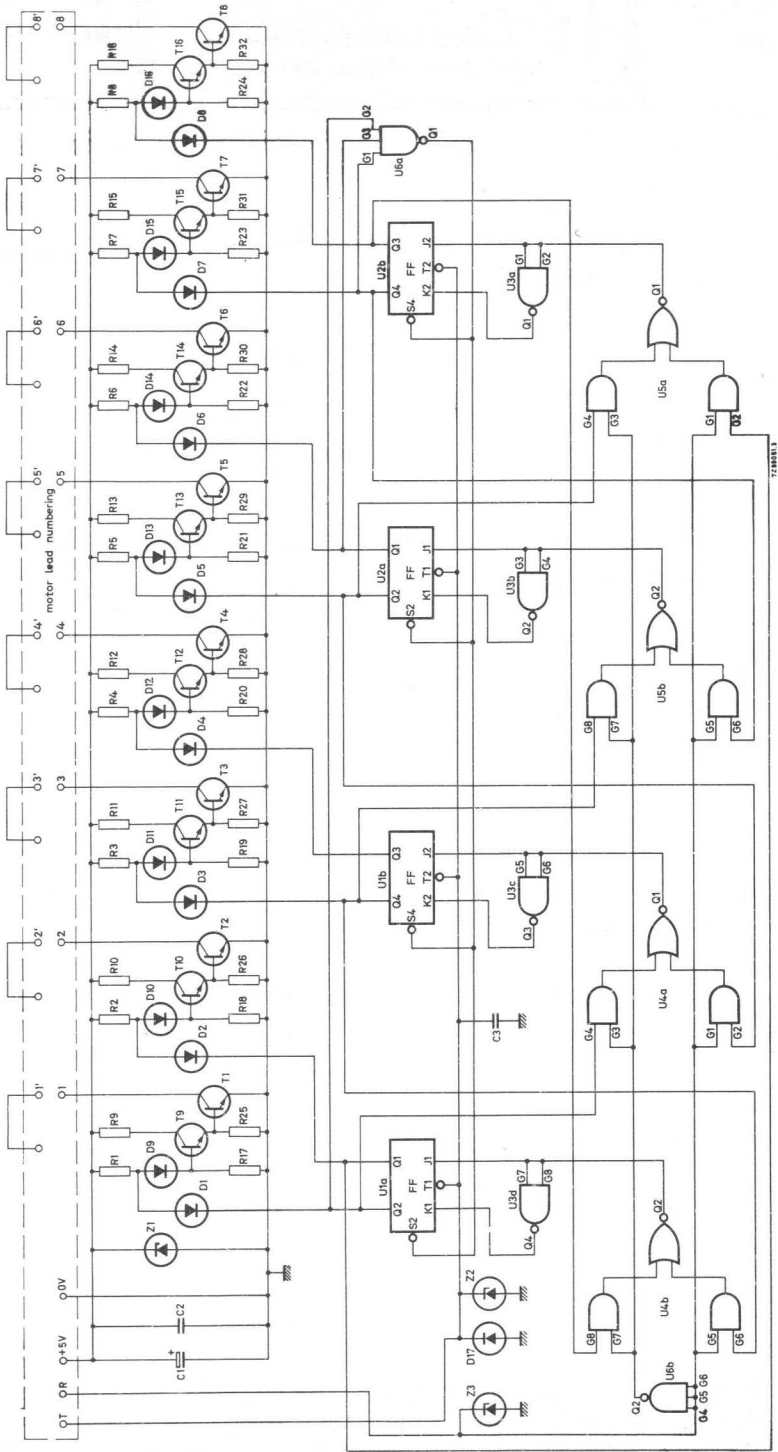 1' 2' 3' 4' 5' 6' 7' 8'
motor lead numbering
T R +5V 0V 1 2 3 4 5 6 7 8
R1 R9 R2 R10 R3 R11 R4 R12 R5 R13 R6 R14 R7 R15 R8 R16
D9 D10 D11 D12 D13 D14 D15 D16
T9 T10 T11 T12 T13 T14 T15 T16
C1 + C2 Z1
D1 D2 D3 D4 D5 D6 D7 D8
T1 T2 T3 T4 T5 T6 T7 T8
R17 R25 R18 R26 R19 R27 R20 R28 R21 R29 R22 R30 R23 R31 R24 R32
G1 G3 G2
U6a
Q1
U1a Q2 Q1 S2 FF K1 T1 J1
U1b Q4 Q3 S4 FF K2 T2 J2
U2a Q2 Q1 S2 FF K1 T1 J1
U2b Q4 Q3 S4 FF K2 T2 J2
Z3 D17 Z2
C3
G7 G8 U3d Q4
G5 G6 U3c Q3
G3 G4 U3b Q2
G1 G2 U3a Q1
G8 G7 G5 G6 U4b Q2
G4 G3 G1 G2 U4a Q1
G8 G7 G5 G6 U5b Q2
G4 G3 G1 G2 U5a Q1
Q2 U6b
G4 G5 G6